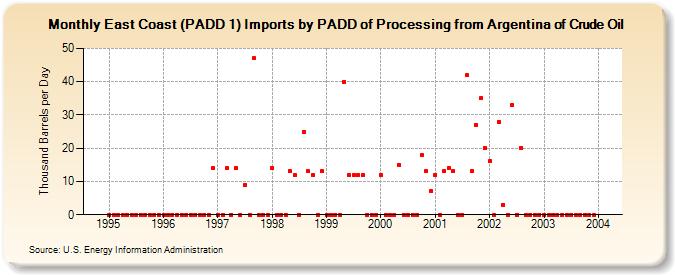 Monthly East Coast (PADD 1) Imports by PADD of Processing from Argentina of Crude Oil
Thousand Barrels per Day
50
40
30
20
10
0
1995 1996 1997 1998 1999 2000 2001 2002 2003 2004
Source: U.S. Energy Information Administration